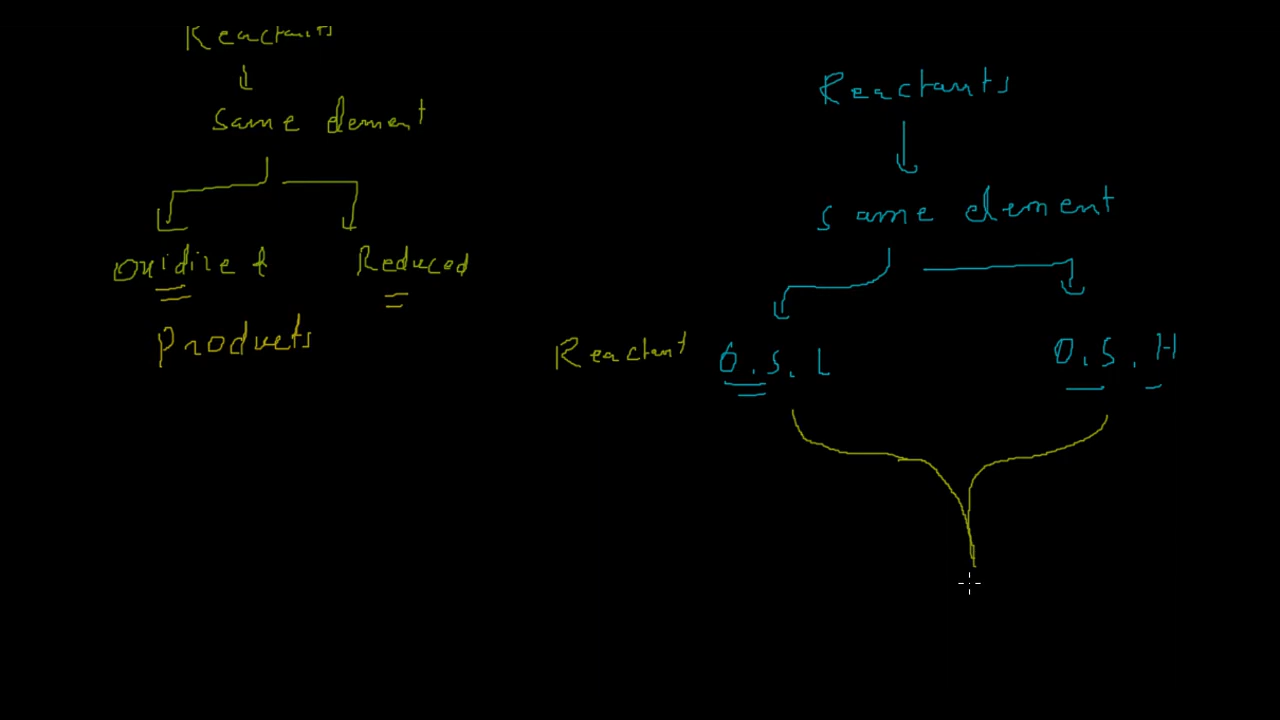 Reactants
same element
Oxidized & Reduced
Products
Reactants
same element
Reactant O.S.L O.S.H